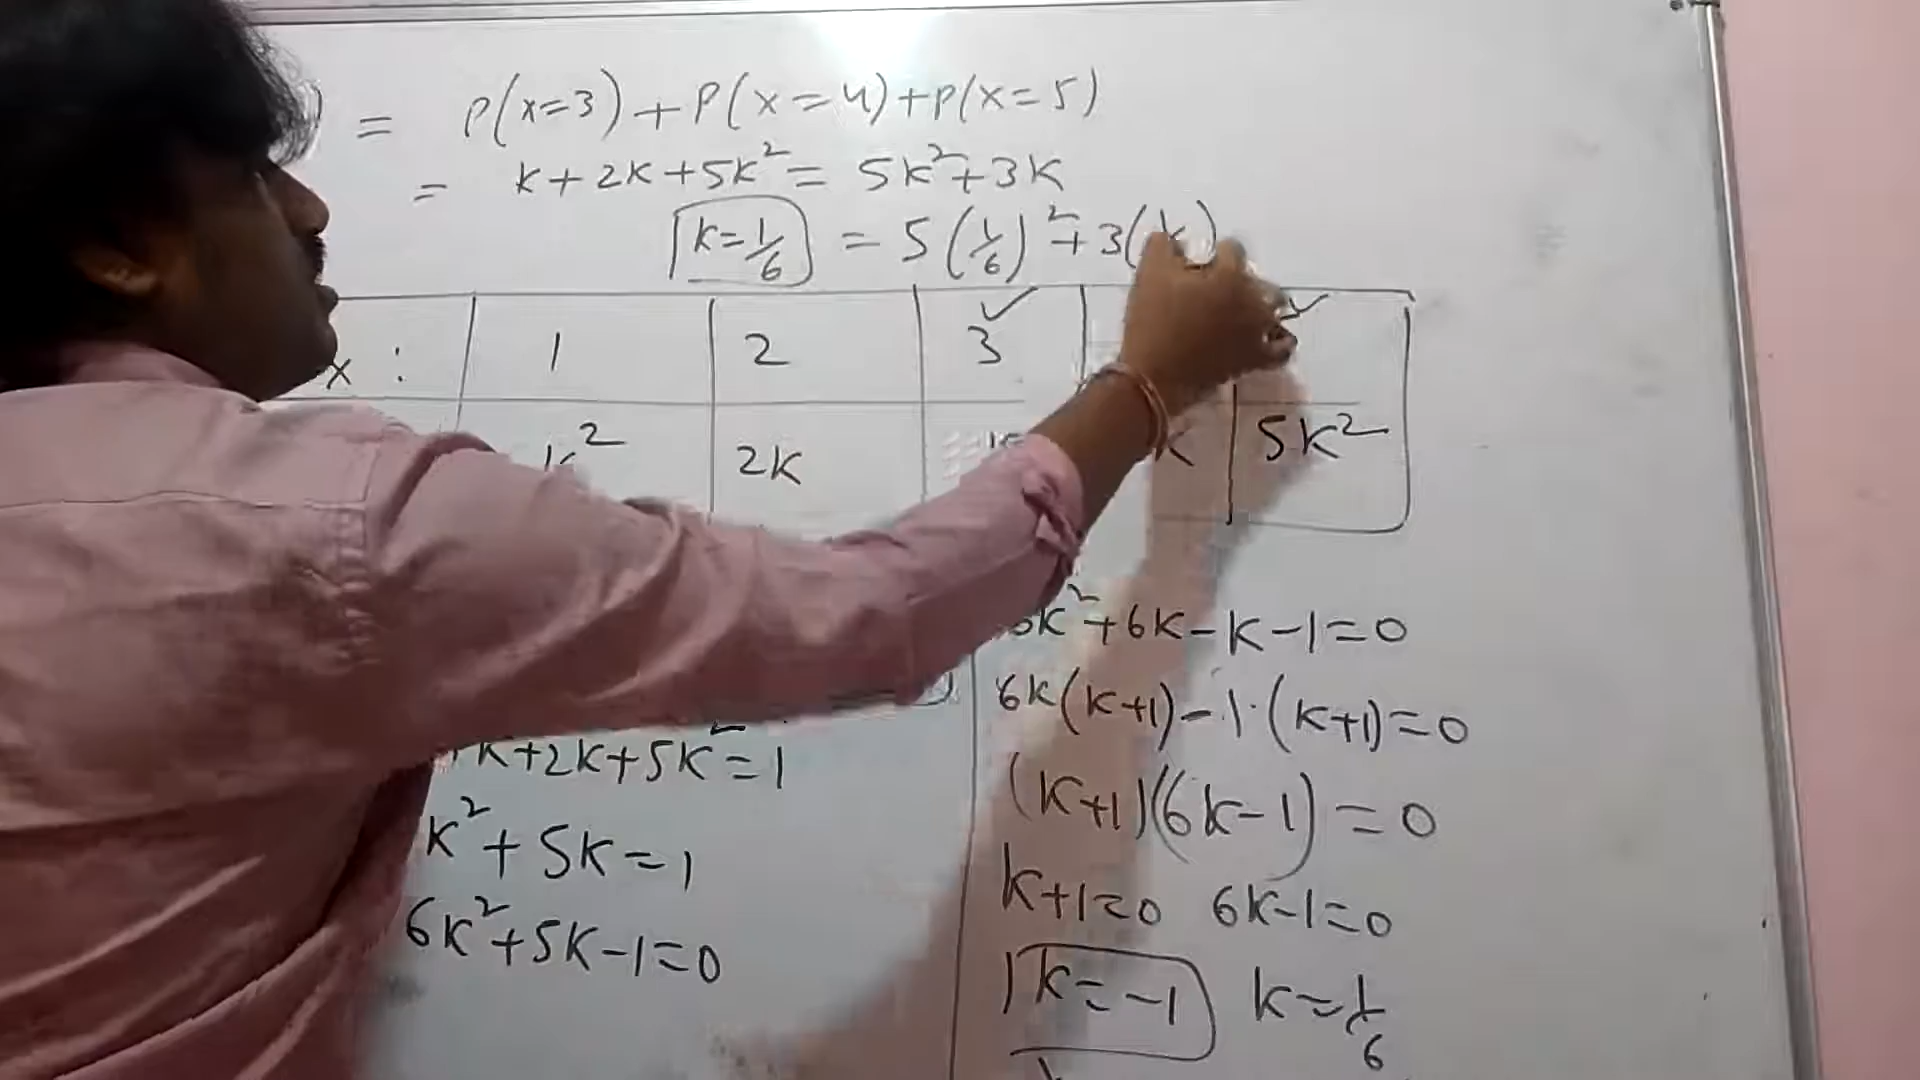 ) = P(x=3)+P(x=4)+P(x=5)
= k+2k+5k²= 5k²+3k
k=1/6 = 5(1/6)²+3(
x : 1 2 3 ✓ ✓
k² 2k k 5k²
k+2k+5k²=1
k²+5k=1
6k²+5k-1=0
6k²+6k-k-1=0
6k(k+1)-1·(k+1)=0
(k+1)(6k-1)=0
k+1=0 6k-1=0
k=-1 k=1/6